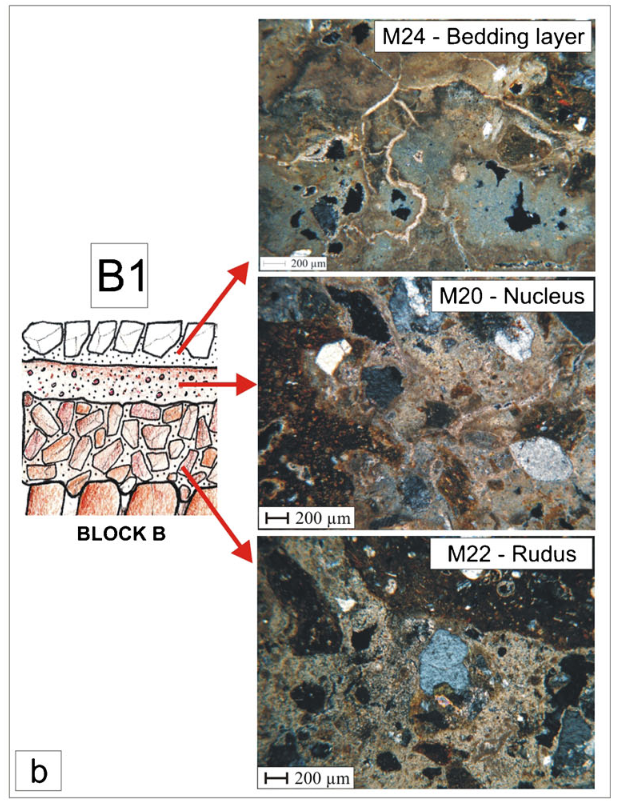 M24 - Bedding layer
200 µm
B1
M20 - Nucleus
200 µm
BLOCK B
M22 - Rudus
200 µm
b